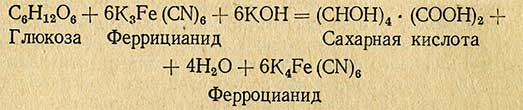 C₆H₁₂O₆ + 6K₃Fe (CN)₆ + 6KOH = (CHOH)₄ · (COOH)₂ +
Глюкоза Феррицианид Сахарная кислота
+ 4H₂O + 6K₄Fe (CN)₆
Ферроцианид